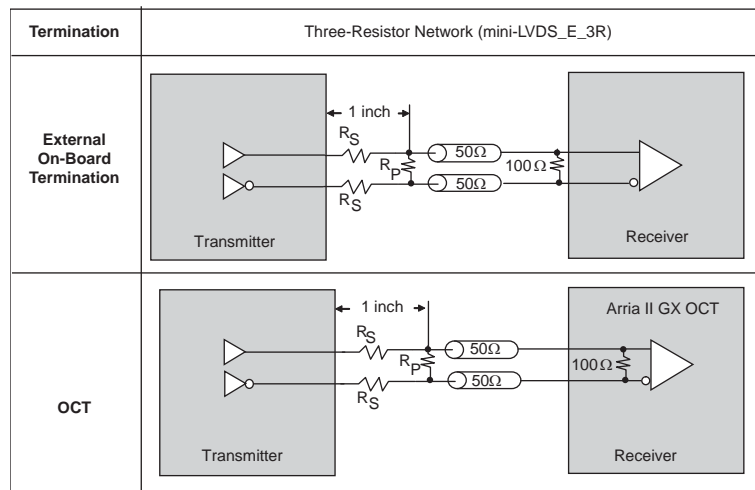 Termination
Three-Resistor Network (mini-LVDS_E_3R)
External
On-Board
Termination
1 inch
RS
50Ω
RP
100Ω
50Ω
RS
Transmitter
Receiver
OCT
1 inch
Arria II GX OCT
RS
50Ω
RP
100Ω
50Ω
RS
Transmitter
Receiver